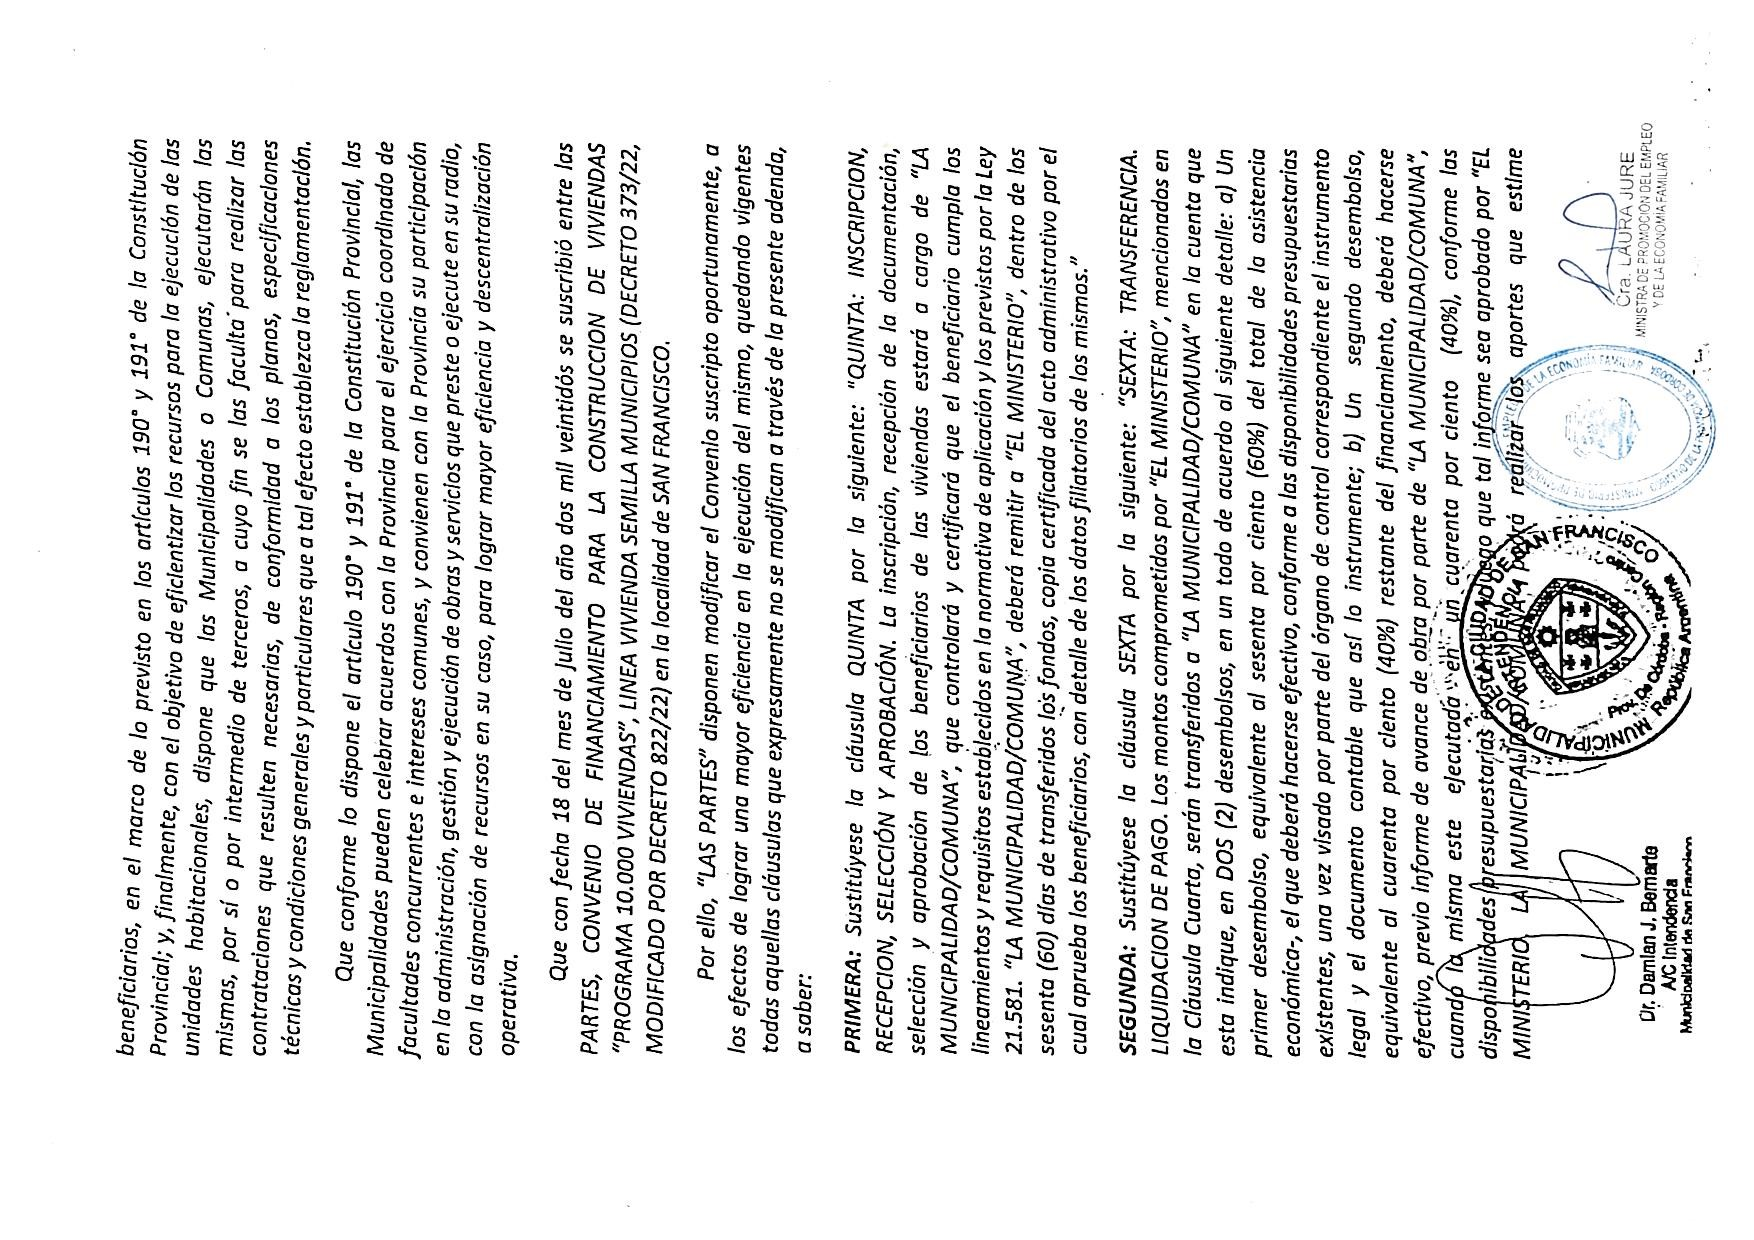 beneficiarios, en el marco de lo previsto en los artículos 190° y 191° de la Constitución
Provincial; y, finalmente, con el objetivo de eficientizar los recursos para la ejecución de las
unidades habitacionales, dispone que las Municipalidades o Comunas, ejecutarán las
mismas, por sí o por intermedio de terceros, a cuyo fin se las faculta para realizar las
contrataciones que resulten necesarias, de conformidad a los planos, especificaciones
técnicas y condiciones generales y particulares que a tal efecto establezca la reglamentación.
Que conforme lo dispone el artículo 190° y 191° de la Constitución Provincial, las
Municipalidades pueden celebrar acuerdos con la Provincia para el ejercicio coordinado de
facultades concurrentes e intereses comunes, y convienen con la Provincia su participación
en la administración, gestión y ejecución de obras y servicios que preste o ejecute en su radio,
con la asignación de recursos en su caso, para lograr mayor eficiencia y descentralización
operativa.
Que con fecha 18 del mes de Julio del año dos mil veintidós se suscribió entre las
PARTES, CONVENIO DE FINANCIAMIENTO PARA LA CONSTRUCCION DE VIVIENDAS
“PROGRAMA 10.000 VIVIENDAS”, LINEA VIVIENDA SEMILLA MUNICIPIOS (DECRETO 373/22,
MODIFICADO POR DECRETO 822/22) en la localidad de SAN FRANCISCO.
Por ello, “LAS PARTES” disponen modificar el Convenio suscripto oportunamente, a
los efectos de lograr una mayor eficiencia en la ejecución del mismo, quedando vigentes
todas aquellas cláusulas que expresamente no se modifican a través de la presente adenda,
a saber:
PRIMERA: Sustitúyese la cláusula QUINTA por la siguiente: “QUINTA: INSCRIPCION,
RECEPCION, SELECCIÓN Y APROBACIÓN. La inscripción, recepción de la documentación,
selección y aprobación de los beneficiarios de las viviendas estará a cargo de “LA
MUNICIPALIDAD/COMUNA”, que controlará y certificará que el beneficiario cumpla los
lineamientos y requisitos establecidos en la normativa de aplicación y los previstos por la Ley
21.581. “LA MUNICIPALIDAD/COMUNA”, deberá remitir a “EL MINISTERIO”, dentro de los
sesenta (60) días de transferidos los fondos, copia certificada del acto administrativo por el
cual aprueba los beneficiarios, con detalle de los datos filiatorios de los mismos.”
SEGUNDA: Sustitúyese la cláusula SEXTA por la siguiente: “SEXTA: TRANSFERENCIA.
LIQUIDACION DE PAGO. Los montos comprometidos por “EL MINISTERIO”, mencionados en
la Cláusula Cuarta, serán transferidos a “LA MUNICIPALIDAD/COMUNA” en la cuenta que
esta indique, en DOS (2) desembolsos, en un todo de acuerdo al siguiente detalle: a) Un
primer desembolso, equivalente al sesenta por ciento (60%) del total de la asistencia
económica-, el que deberá hacerse efectivo, conforme a las disponibilidades presupuestarias
existentes, una vez visado por parte del órgano de control correspondiente el instrumento
legal y el documento contable que así lo instrumente; b) Un segundo desembolso,
equivalente al cuarenta por ciento (40%) restante del financiamiento, deberá hacerse
efectivo, previo informe de avance de obra por parte de “LA MUNICIPALIDAD/COMUNA”,
cuando la misma este ejecutada en un cuarenta por ciento (40%), conforme las
disponibilidades presupuestarias existentes, luego que tal informe sea aprobado por “EL
MINISTERIO. LA MUNICIPALIDAD/COMUNA podrá realizar los aportes que estime
MUNICIPALIDAD DE LA CIUDAD DE SAN FRANCISCO
INTENDENCIA
Prov. De Córdoba - Región Centro
República Argentina
Dr. Damian J. Bernarte
A/C Intendencia
Municipalidad de San Francisco
Cra. LAURA JURE
MINISTRA DE PROMOCION DEL EMPLEO
Y DE LA ECONOMÍA FAMILIAR